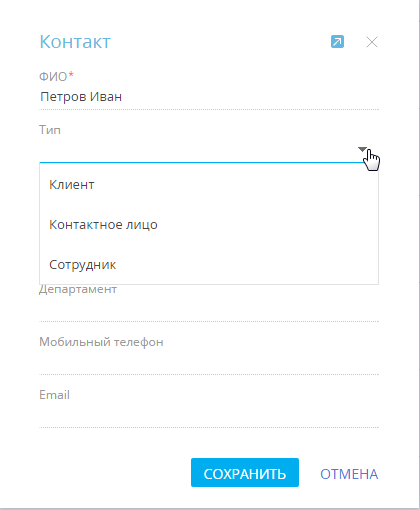 Контакт
ФИО*
Петров Иван
Тип
Клиент
Контактное лицо
Сотрудник
Департамент
Мобильный телефон
Email
СОХРАНИТЬ ОТМЕНА